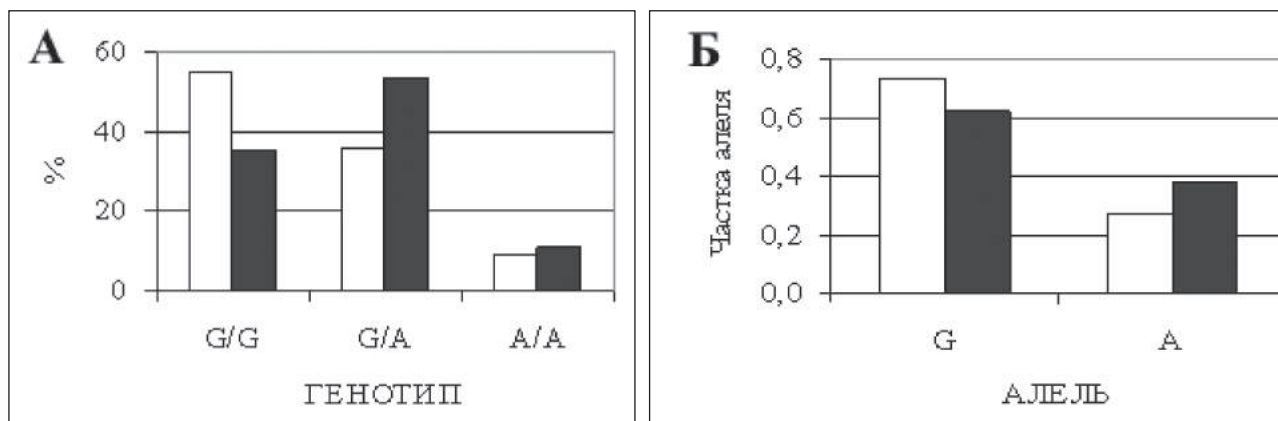 А
60
40
20
0
%
G/G G/A A/A
ГЕНОТИП
Б
0,8
0,6
0,4
0,2
0,0
Частка алеля
G A
АЛЕЛЬ